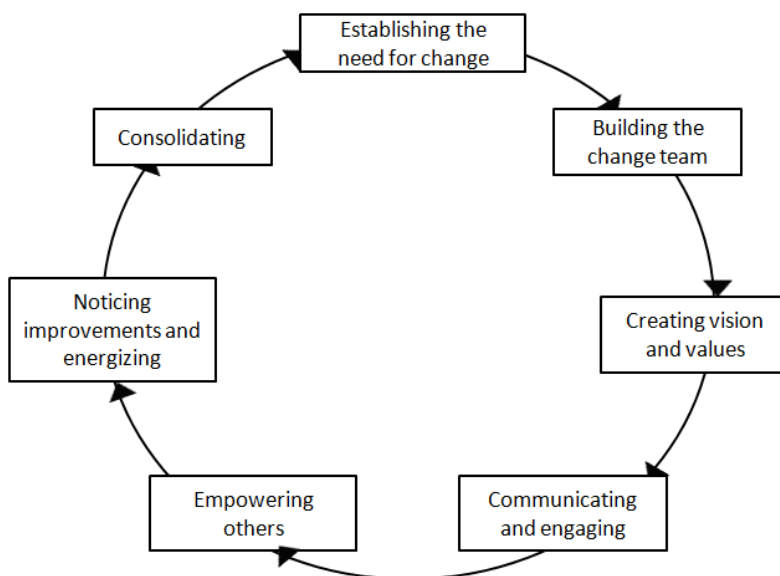 Establishing the
need for change
Building the
change team
Creating vision
and values
Communicating
and engaging
Empowering
others
Noticing
improvements and
energizing
Consolidating